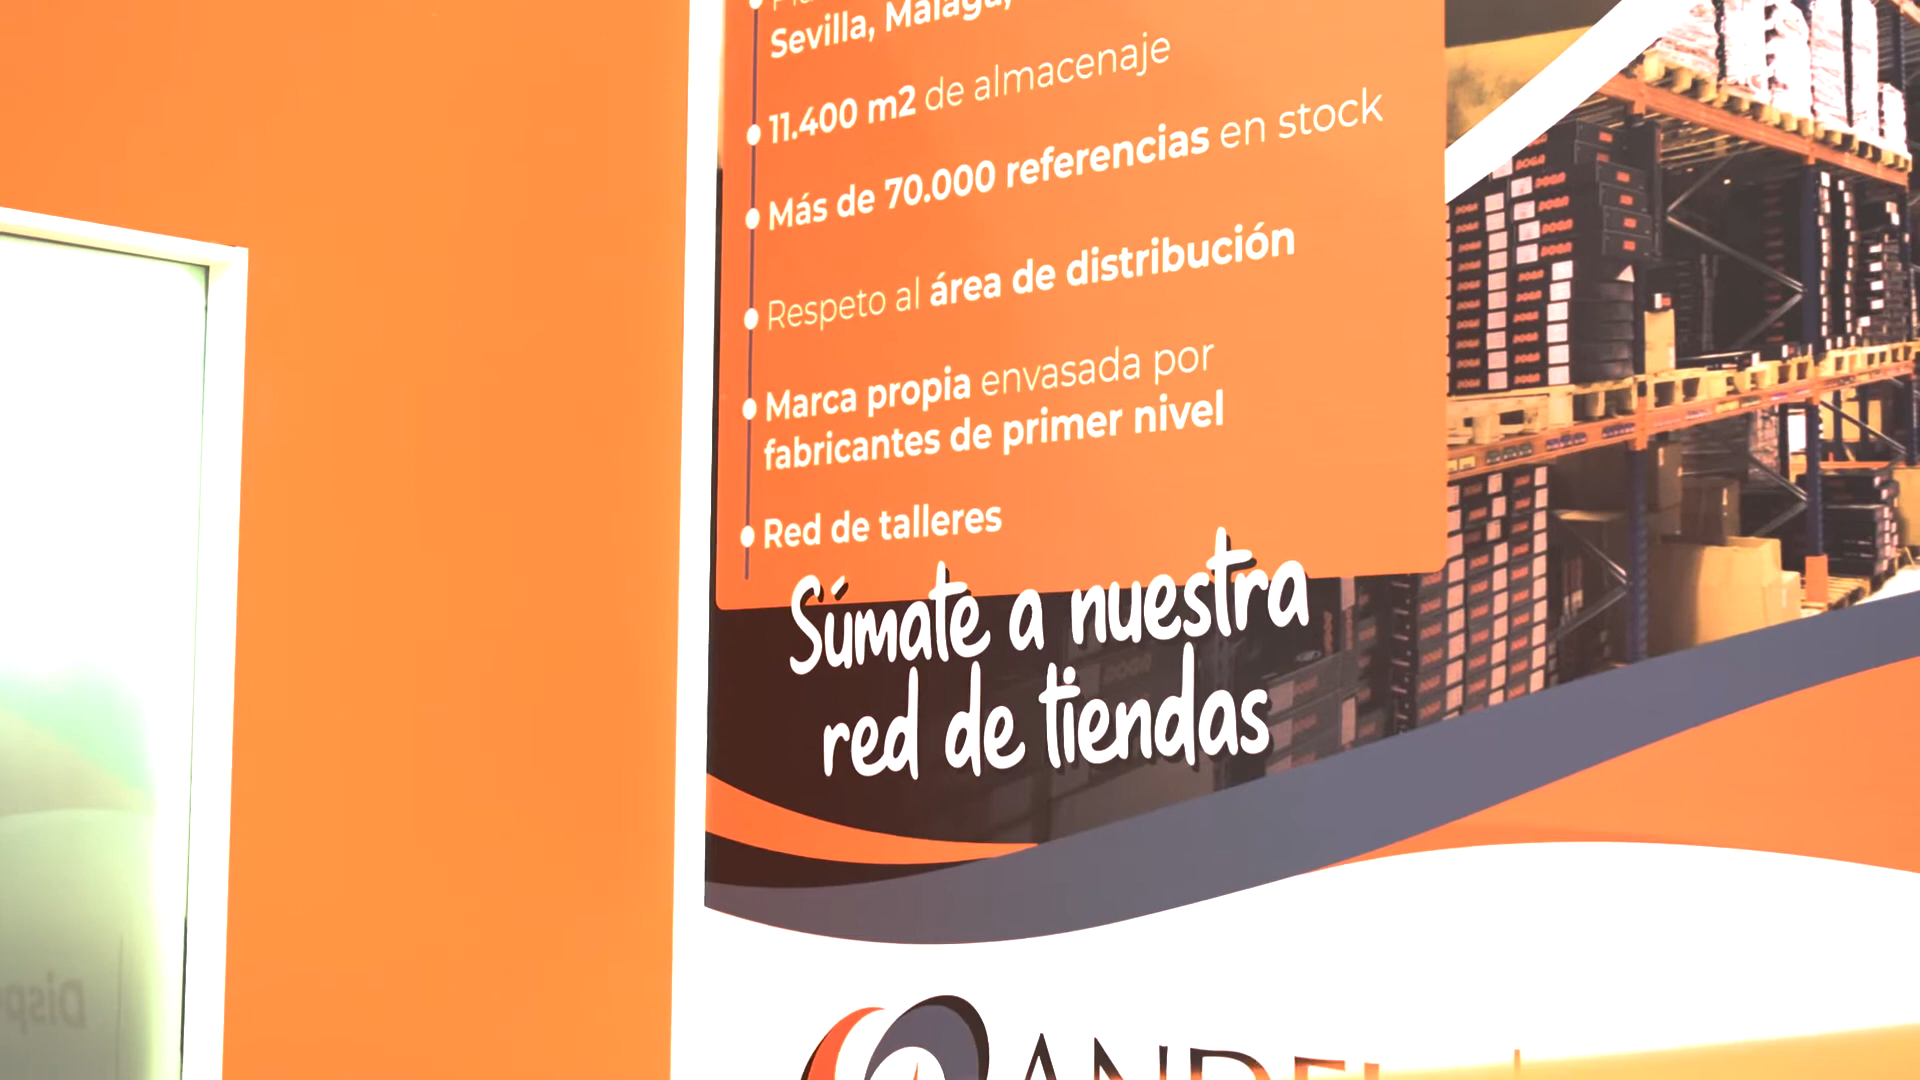 Sevilla, Málaga,
11.400 m2 de almacenaje
Más de 70.000 referencias en stock
Respeto al área de distribución
Marca propia envasada por
fabricantes de primer nivel
Red de talleres
Súmate a nuestra
red de tiendas
DOGA